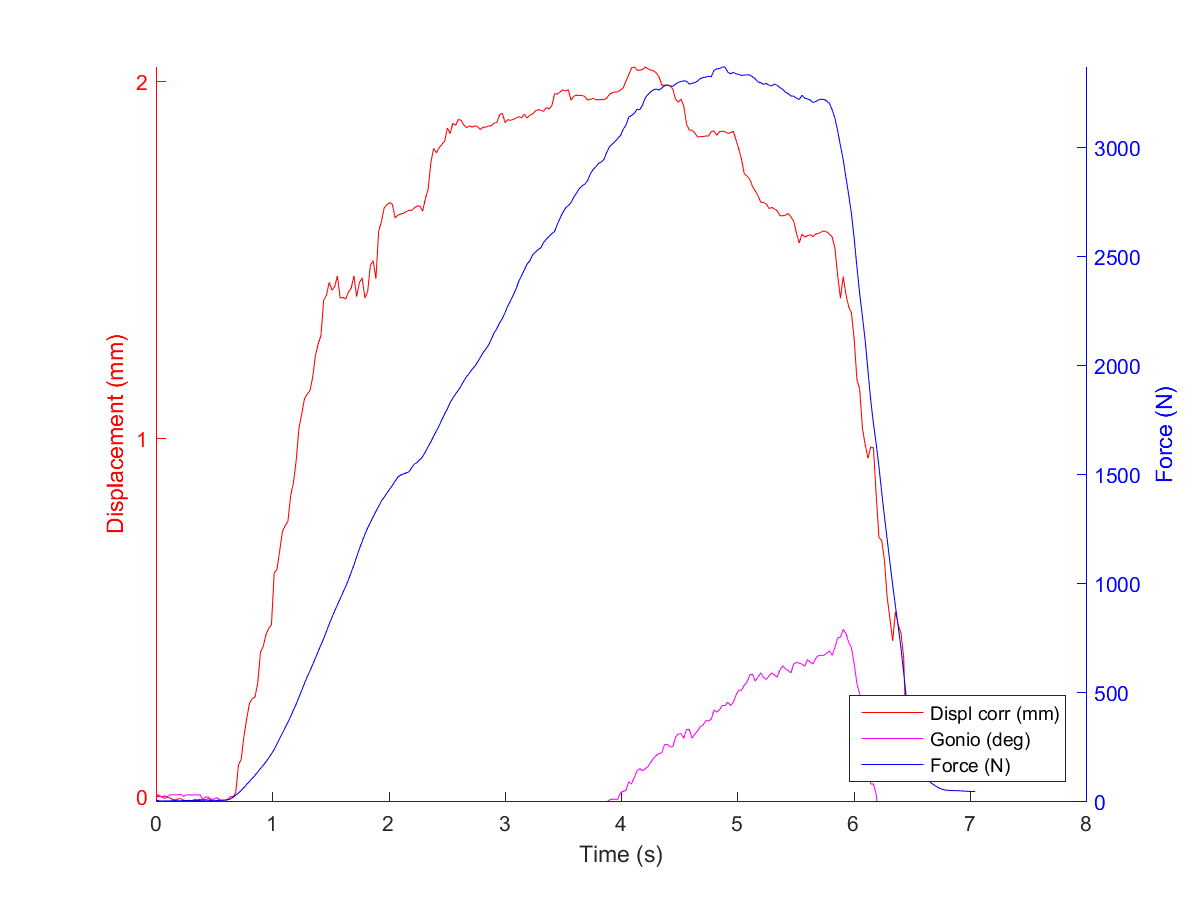 2
1
0
Displacement (mm)
3000
2500
2000
1500
1000
500
0
Force (N)
Displ corr (mm)
Gonio (deg)
Force (N)
0 1 2 3 4 5 6 7 8
Time (s)